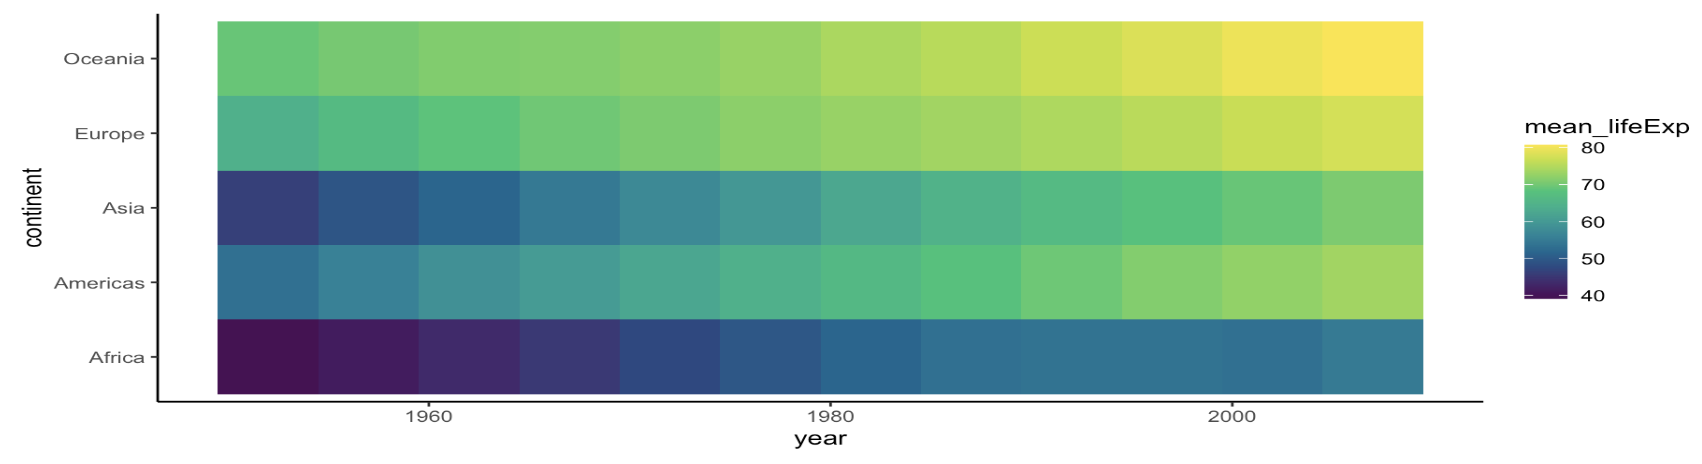 continent
Oceania
Europe
Asia
Americas
Africa
1960 1980 2000
year
mean_lifeExp
80
70
60
50
40